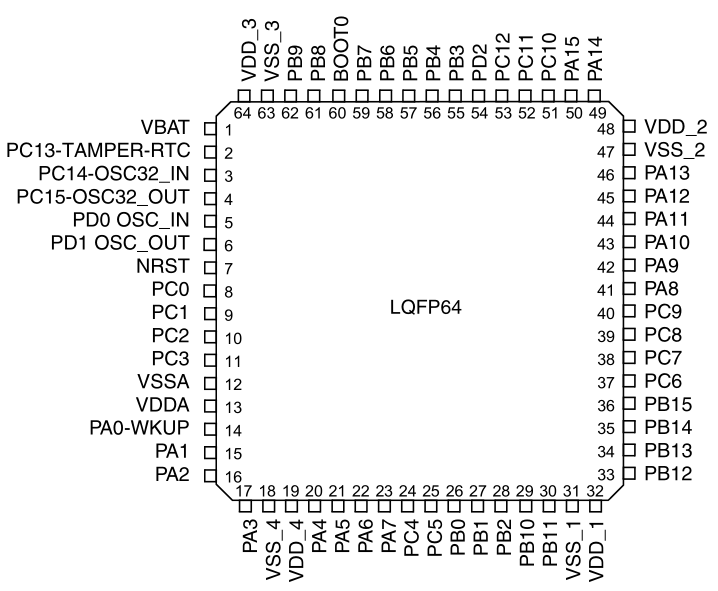 VDD_3 VSS_3 PB9 PB8 BOOT0 PB7 PB6 PB5 PB4 PB3 PD2 PC12 PC11 PC10 PA15 PA14
64 63 62 61 60 59 58 57 56 55 54 53 52 51 50 49
VBAT 1 48 VDD_2
PC13-TAMPER-RTC 2 47 VSS_2
PC14-OSC32_IN 3 46 PA13
PC15-OSC32_OUT 4 45 PA12
PD0 OSC_IN 5 44 PA11
PD1 OSC_OUT 6 43 PA10
NRST 7 42 PA9
PC0 8 41 PA8
PC1 9 LQFP64 40 PC9
PC2 10 39 PC8
PC3 11 38 PC7
VSSA 12 37 PC6
VDDA 13 36 PB15
PA0-WKUP 14 35 PB14
PA1 15 34 PB13
PA2 16 33 PB12
17 18 19 20 21 22 23 24 25 26 27 28 29 30 31 32
PA3 VSS_4 VDD_4 PA4 PA5 PA6 PA7 PC4 PC5 PB0 PB1 PB2 PB10 PB11 VSS_1 VDD_1